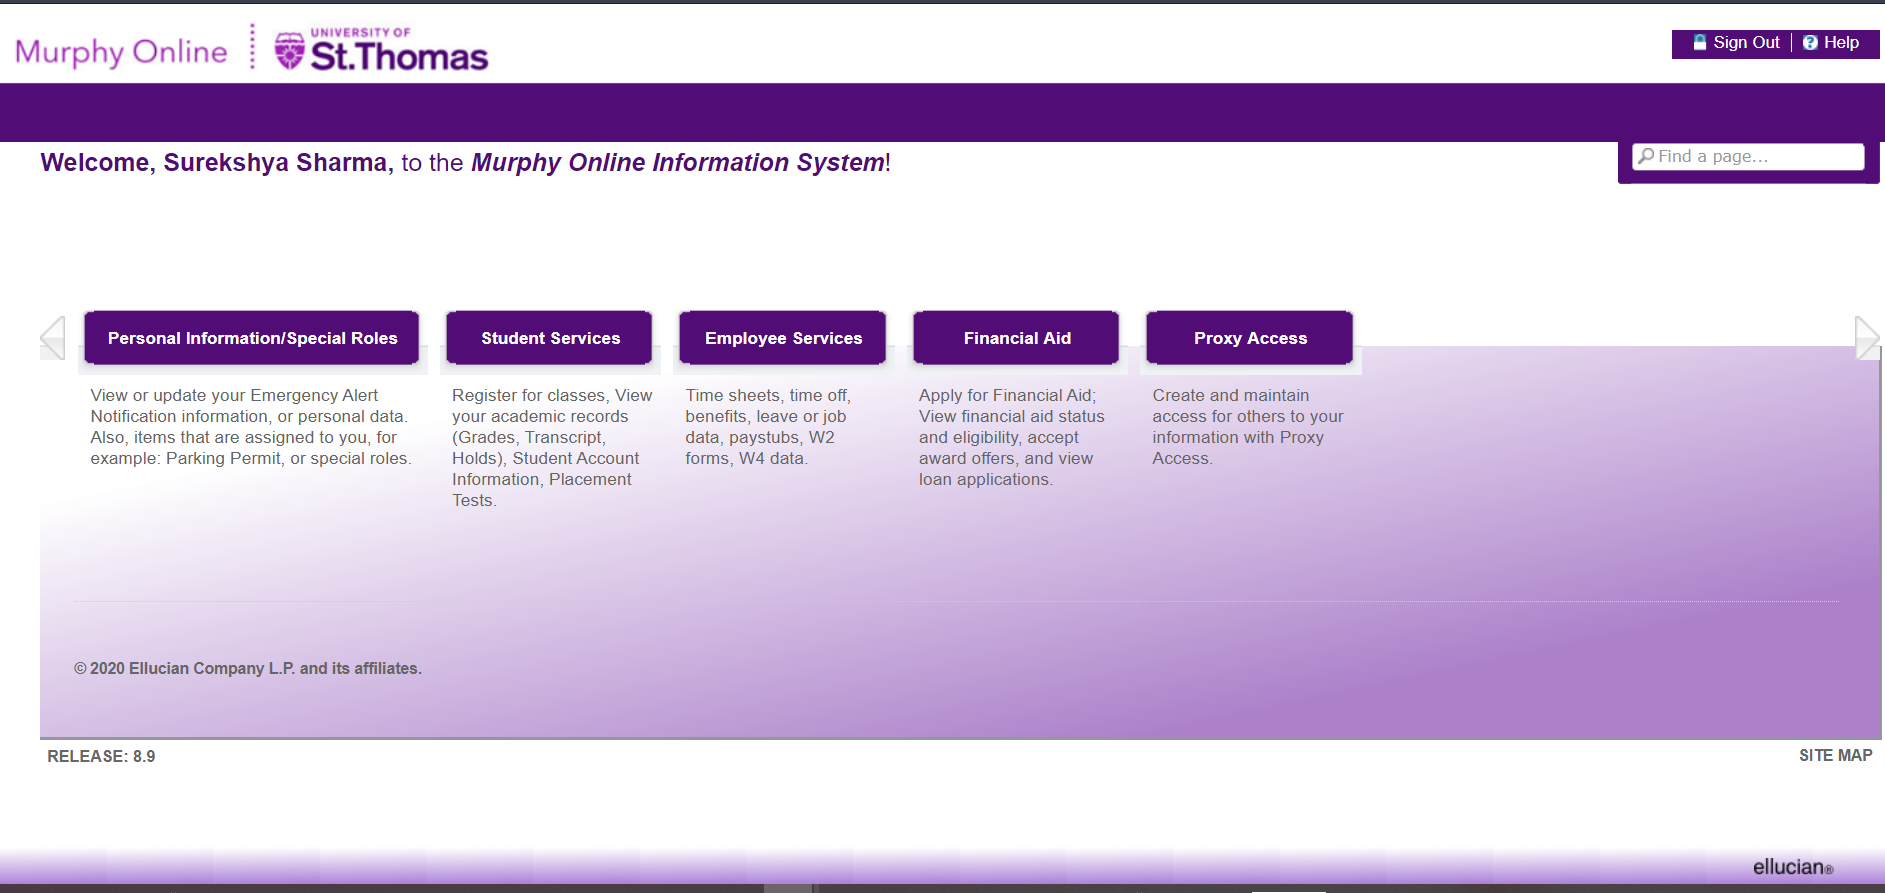 Murphy Online
UNIVERSITY OF
St.Thomas
Sign Out
Help
Welcome, Surekshya Sharma, to the Murphy Online Information System!
Find a page...
Personal Information/Special Roles
View or update your Emergency Alert
Notification information, or personal data.
Also, items that are assigned to you, for
example: Parking Permit, or special roles.
Student Services
Register for classes, View
your academic records
(Grades, Transcript,
Holds), Student Account
Information, Placement
Tests.
Employee Services
Time sheets, time off,
benefits, leave or job
data, paystubs, W2
forms, W4 data.
Financial Aid
Apply for Financial Aid;
View financial aid status
and eligibility, accept
award offers, and view
loan applications.
Proxy Access
Create and maintain
access for others to your
information with Proxy
Access.
© 2020 Ellucian Company L.P. and its affiliates.
RELEASE: 8.9
SITE MAP
ellucian®